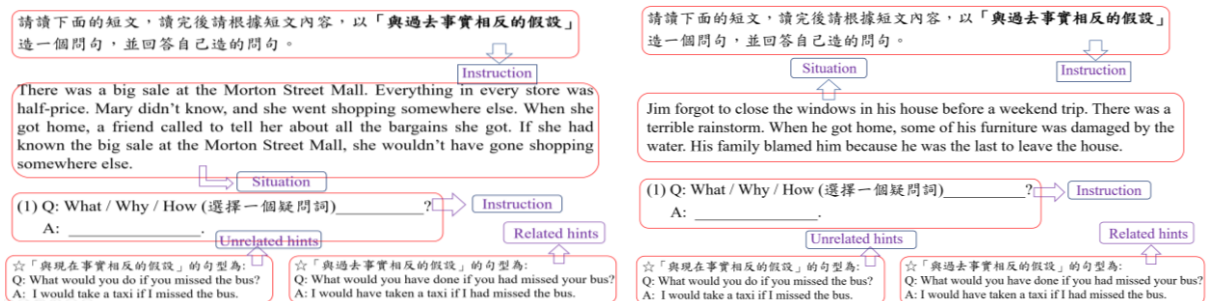 請讀下面的短文，讀完後請根據短文內容，以「與過去事實相反的假設」
造一個問句，並回答自己造的問句。
Instruction
There was a big sale at the Morton Street Mall. Everything in every store was
half-price. Mary didn't know, and she went shopping somewhere else. When she
got home, a friend called to tell her about all the bargains she got. If she had
known the big sale at the Morton Street Mall, she wouldn't have gone shopping
somewhere else.
Situation
(1) Q: What / Why / How (選擇一個疑問詞)____________?
Instruction
A: ______________.
Unrelated hints
Related hints
☆「與現在事實相反的假設」的句型為:
Q: What would you do if you missed the bus?
A: I would take a taxi if I missed the bus.
☆「與過去事實相反的假設」的句型為:
Q: What would you have done if you had missed your bus?
A: I would have taken a taxi if I had missed the bus.
請讀下面的短文，讀完後請根據短文內容，以「與過去事實相反的假設」
造一個問句，並回答自己造的問句。
Situation
Instruction
Jim forgot to close the windows in his house before a weekend trip. There was a
terrible rainstorm. When he got home, some of his furniture was damaged by the
water. His family blamed him because he was the last to leave the house.
(1) Q: What / Why / How (選擇一個疑問詞)___________?
Instruction
A: _______________.
Unrelated hints
Related hints
☆「與現在事實相反的假設」的句型為:
Q: What would you do if you missed the bus?
A: I would take a taxi if I missed the bus.
☆「與過去事實相反的假設」的句型為:
Q: What would you have done if you had missed your bus?
A: I would have taken a taxi if I had missed the bus.